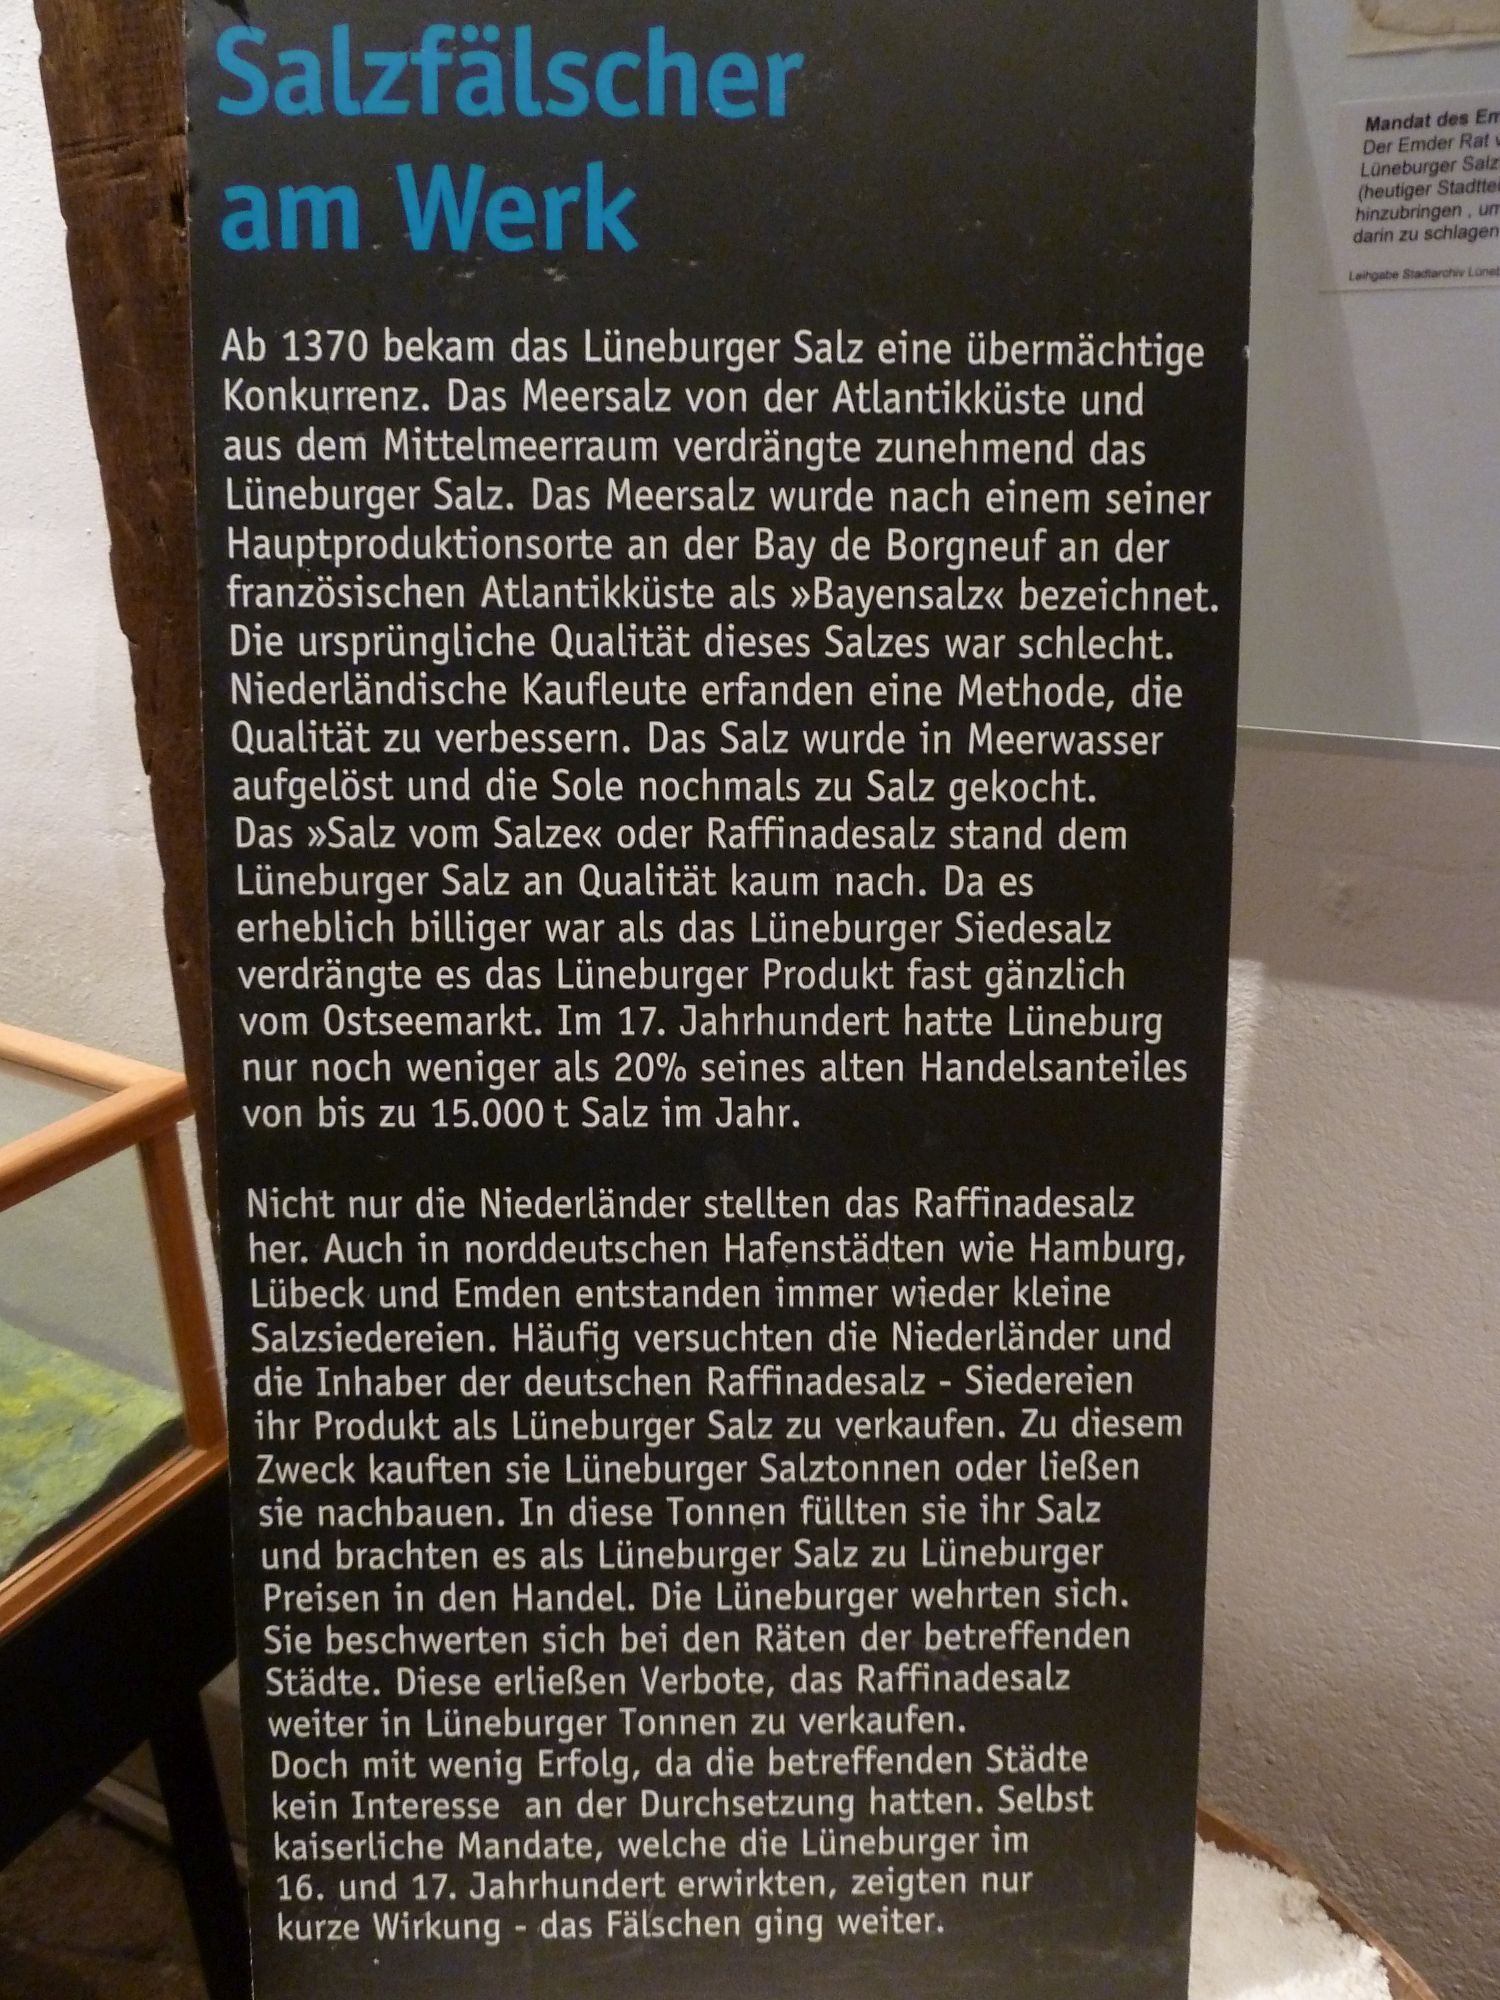 Salzfälscher
am Werk
Ab 1370 bekam das Lüneburger Salz eine übermächtige
Konkurrenz. Das Meersalz von der Atlantikküste und
aus dem Mittelmeerraum verdrängte zunehmend das
Lüneburger Salz. Das Meersalz wurde nach einem seiner
Hauptproduktionsorte an der Bay de Borgneuf an der
französischen Atlantikküste als »Bayensalz« bezeichnet.
Die ursprüngliche Qualität dieses Salzes war schlecht.
Niederländische Kaufleute erfanden eine Methode, die
Qualität zu verbessern. Das Salz wurde in Meerwasser
aufgelöst und die Sole nochmals zu Salz gekocht.
Das »Salz vom Salze« oder Raffinadesalz stand dem
Lüneburger Salz an Qualität kaum nach. Da es
erheblich billiger war als das Lüneburger Siedesalz
verdrängte es das Lüneburger Produkt fast gänzlich
vom Ostseemarkt. Im 17. Jahrhundert hatte Lüneburg
nur noch weniger als 20% seines alten Handelsanteiles
von bis zu 15.000 t Salz im Jahr.
Nicht nur die Niederländer stellten das Raffinadesalz
her. Auch in norddeutschen Hafenstädten wie Hamburg,
Lübeck und Emden entstanden immer wieder kleine
Salzsiedereien. Häufig versuchten die Niederländer und
die Inhaber der deutschen Raffinadesalz - Siedereien
ihr Produkt als Lüneburger Salz zu verkaufen. Zu diesem
Zweck kauften sie Lüneburger Salztonnen oder ließen
sie nachbauen. In diese Tonnen füllten sie ihr Salz
und brachten es als Lüneburger Salz zu Lüneburger
Preisen in den Handel. Die Lüneburger wehrten sich.
Sie beschwerten sich bei den Räten der betreffenden
Städte. Diese erließen Verbote, das Raffinadesalz
weiter in Lüneburger Tonnen zu verkaufen.
Doch mit wenig Erfolg, da die betreffenden Städte
kein Interesse an der Durchsetzung hatten. Selbst
kaiserliche Mandate, welche die Lüneburger im
16. und 17. Jahrhundert erwirkten, zeigten nur
kurze Wirkung - das Fälschen ging weiter.
Mandat des Em
Der Emder Rat
Lüneburger Salz
(heutiger Stadttei
hinzubringen , um
darin zu schlagen
Leihgabe Stadtarchiv Lüneb